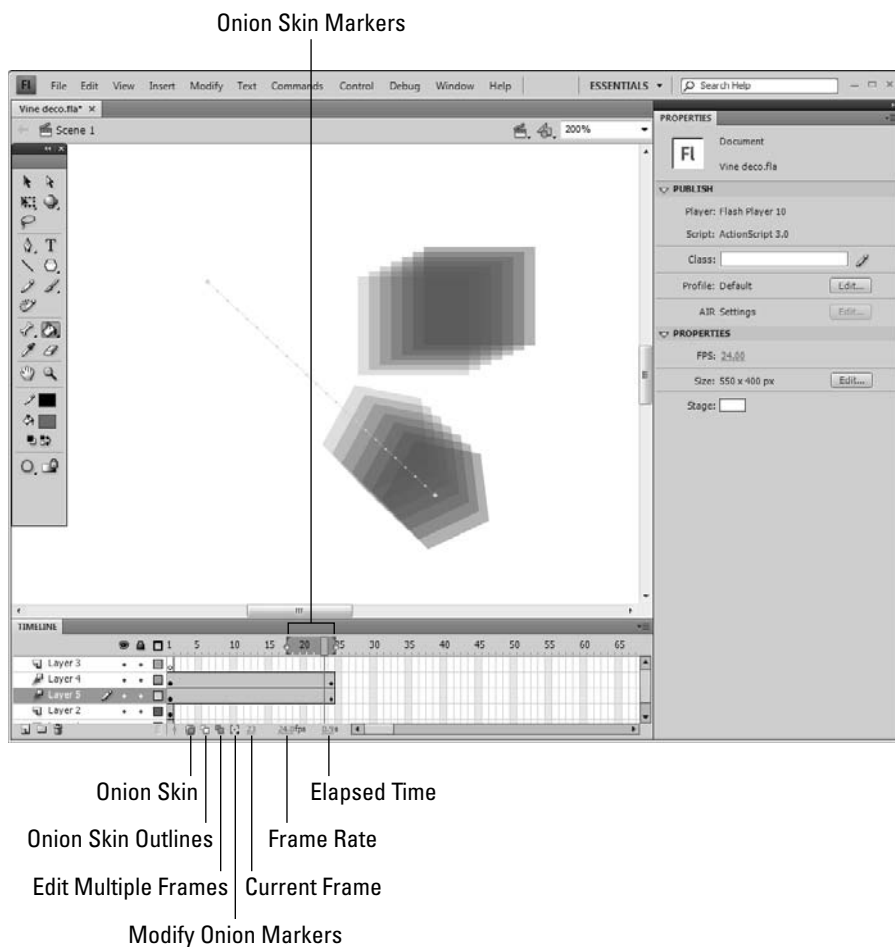 Onion Skin Markers
Fl File Edit View Insert Modify Text Commands Control Debug Window Help ESSENTIALS Search Help
Vine deco.fla* ×
Scene 1 200%
PROPERTIES
Fl Document
Vine deco.fla
PUBLISH
Player: Flash Player 10
Script: ActionScript 3.0
Class:
Profile: Default Edit...
AIR Settings Edit...
PROPERTIES
FPS: 24.00
Size: 550 x 400 px Edit...
Stage:
T
TIMELINE
1 5 10 15 20 25 30 35 40 45 50 55 60 65
Layer 3
Layer 4
Layer 5
Layer 2
23 24.0fps
Onion Skin Elapsed Time
Onion Skin Outlines Frame Rate
Edit Multiple Frames Current Frame
Modify Onion Markers